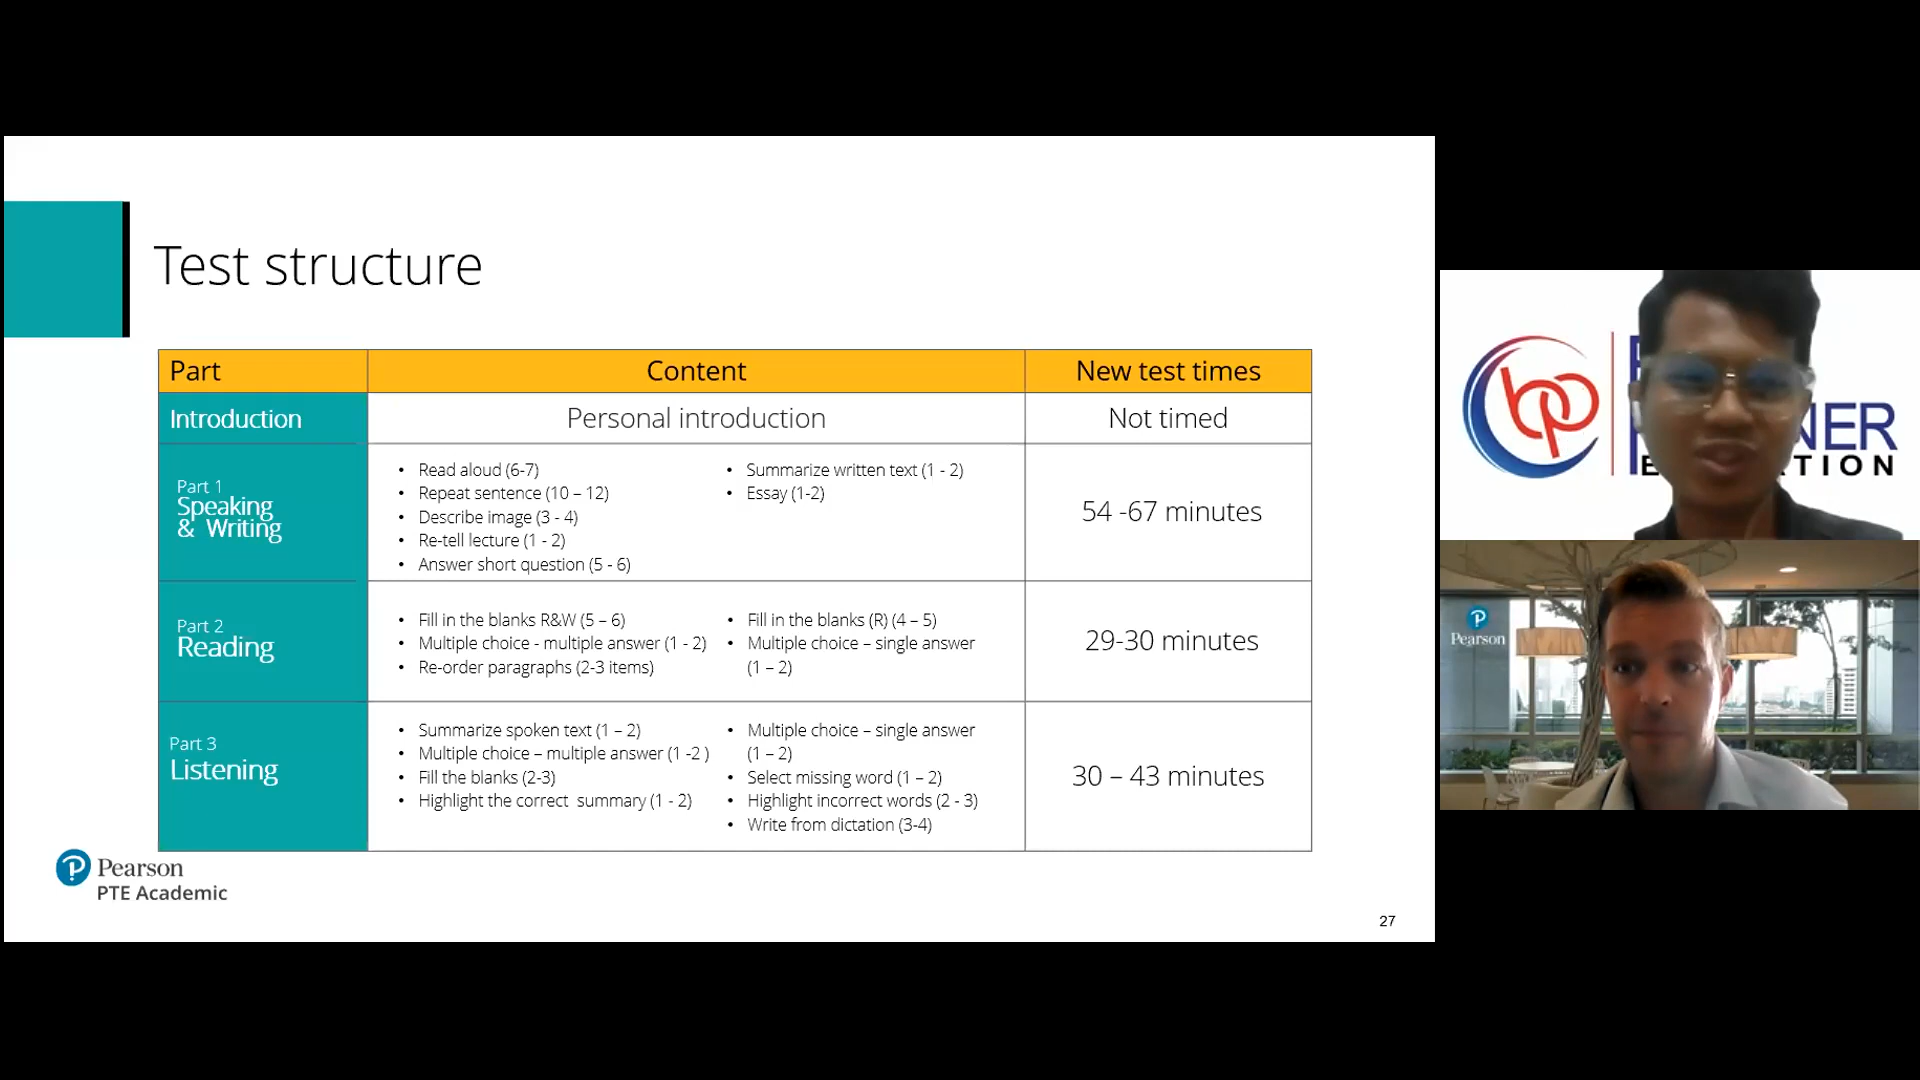 Test structure
Part
Content
New test times
Introduction
Personal introduction
Not timed
Part 1
Speaking
& Writing
• Read aloud (6-7)
• Repeat sentence (10 – 12)
• Describe image (3 - 4)
• Re-tell lecture (1 - 2)
• Answer short question (5 - 6)
• Summarize written text (1 - 2)
• Essay (1-2)
54 -67 minutes
Part 2
Reading
• Fill in the blanks R&W (5 – 6)
• Multiple choice - multiple answer (1 - 2)
• Re-order paragraphs (2-3 items)
• Fill in the blanks (R) (4 – 5)
• Multiple choice – single answer
(1 – 2)
29-30 minutes
Part 3
Listening
• Summarize spoken text (1 – 2)
• Multiple choice – multiple answer (1 -2 )
• Fill the blanks (2-3)
• Highlight the correct  summary (1 - 2)
• Multiple choice – single answer
(1 – 2)
• Select missing word (1 – 2)
• Highlight incorrect words (2 - 3)
• Write from dictation (3-4)
30 – 43 minutes
Pearson
PTE Academic
27
bp
Pearson